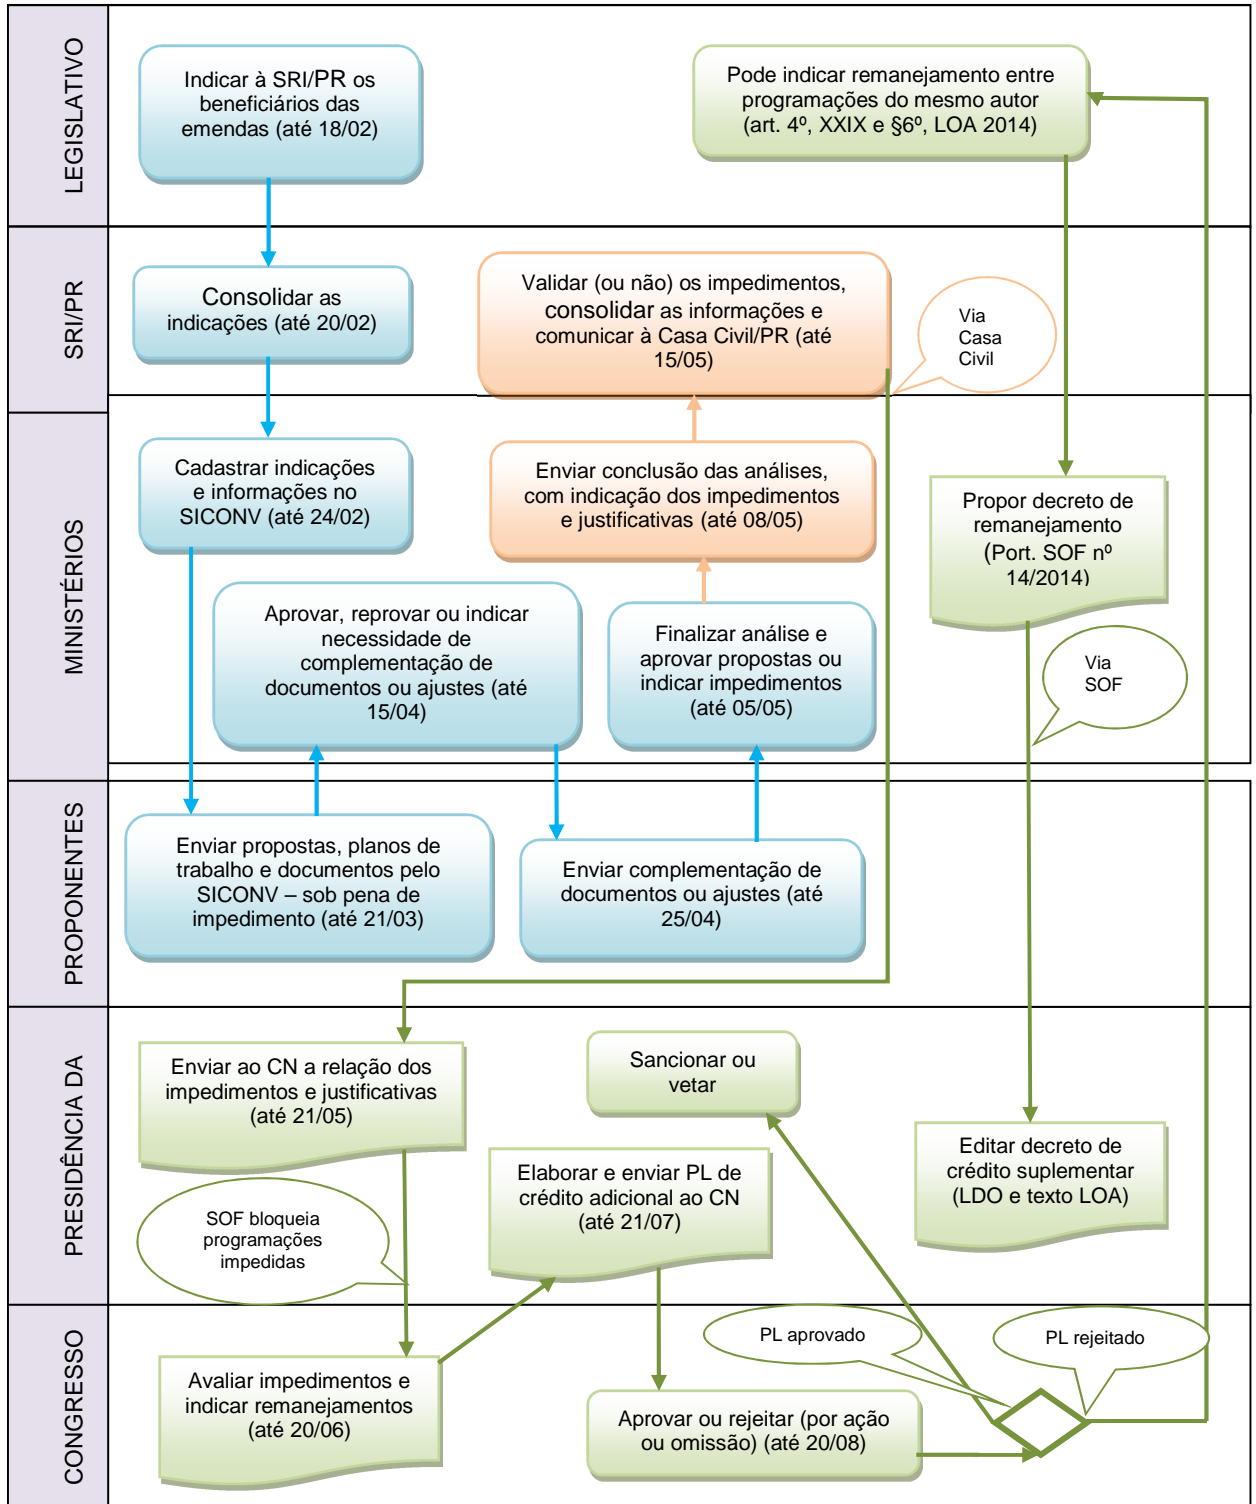 LEGISLATIVO
Indicar à SRI/PR os
beneficiários das
emendas (até 18/02)
Pode indicar remanejamento entre
programações do mesmo autor
(art. 4º, XXIX e §6º, LOA 2014)
SRI/PR
Consolidar as
indicações (até 20/02)
Validar (ou não) os impedimentos,
consolidar as informações e
comunicar à Casa Civil/PR (até
15/05)
Via
Casa
Civil
MINISTÉRIOS
Cadastrar indicações
e informações no
SICONV (até 24/02)
Enviar conclusão das análises,
com indicação dos impedimentos
e justificativas (até 08/05)
Propor decreto de
remanejamento
(Port. SOF nº
14/2014)
Aprovar, reprovar ou indicar
necessidade de
complementação de
documentos ou ajustes (até
15/04)
Finalizar análise e
aprovar propostas ou
indicar impedimentos
(até 05/05)
Via
SOF
PROPONENTES
Enviar propostas, planos de
trabalho e documentos pelo
SICONV – sob pena de
impedimento (até 21/03)
Enviar complementação de
documentos ou ajustes (até
25/04)
PRESIDÊNCIA DA
Enviar ao CN a relação dos
impedimentos e justificativas
(até 21/05)
Sancionar ou
vetar
Elaborar e enviar PL de
crédito adicional ao CN
(até 21/07)
Editar decreto de
crédito suplementar
(LDO e texto LOA)
SOF bloqueia
programações
impedidas
CONGRESSO
PL aprovado
PL rejeitado
Avaliar impedimentos e
indicar remanejamentos
(até 20/06)
Aprovar ou rejeitar (por ação
ou omissão) (até 20/08)